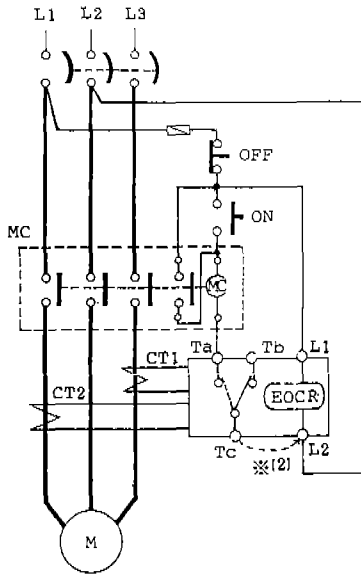 L1 L2 L3
OFF
ON
MC
MC
Ta Tb L1
CT1
CT2
EOCR
Tc L2
※(2)
M